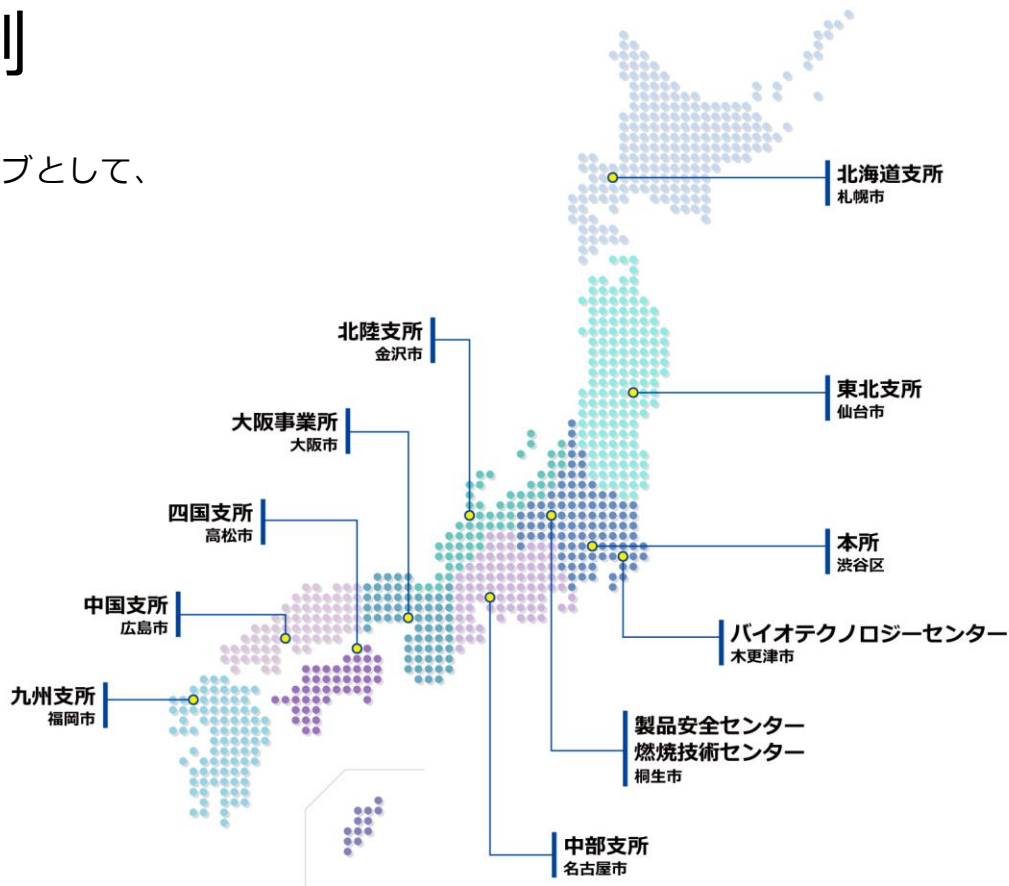 ブとして、
北海道支所
札幌市
北陸支所
金沢市
東北支所
仙台市
大阪事業所
大阪市
四国支所
高松市
本所
渋谷区
中国支所
広島市
バイオテクノロジーセンター
木更津市
九州支所
福岡市
製品安全センター
燃焼技術センター
桐生市
中部支所
名古屋市